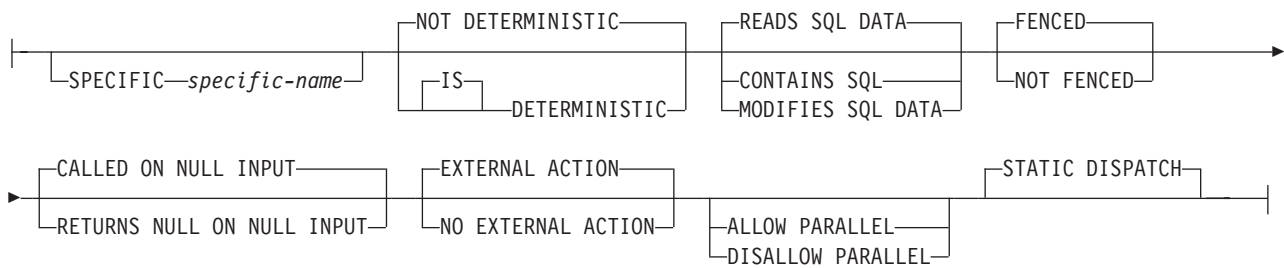 NOT DETERMINISTIC READS SQL DATA FENCED
SPECIFIC specific-name IS CONTAINS SQL NOT FENCED
DETERMINISTIC MODIFIES SQL DATA
CALLED ON NULL INPUT EXTERNAL ACTION STATIC DISPATCH
RETURNS NULL ON NULL INPUT NO EXTERNAL ACTION ALLOW PARALLEL
DISALLOW PARALLEL